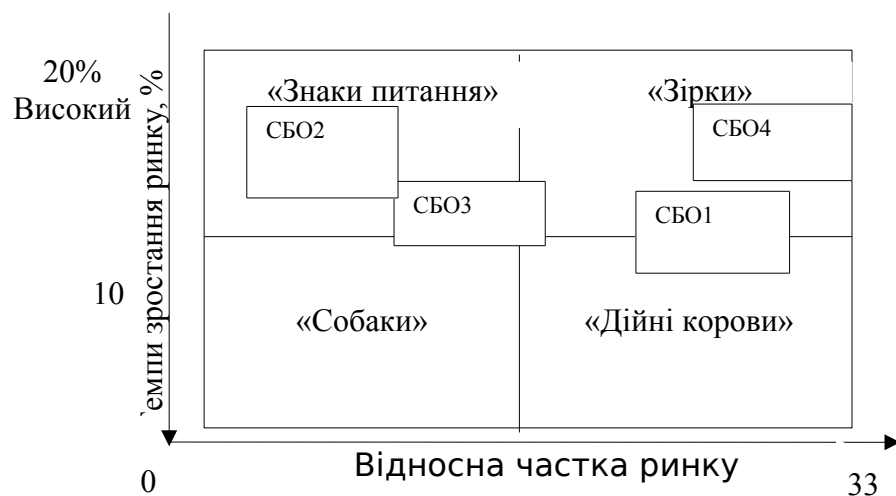 20%
Високий
«Знаки питання»
«Зірки»
СБО2
СБО4
СБО3
СБО1
10
емпи зростання ринку, %
«Собаки»
«Дійні корови»
Відносна частка ринку
0
33